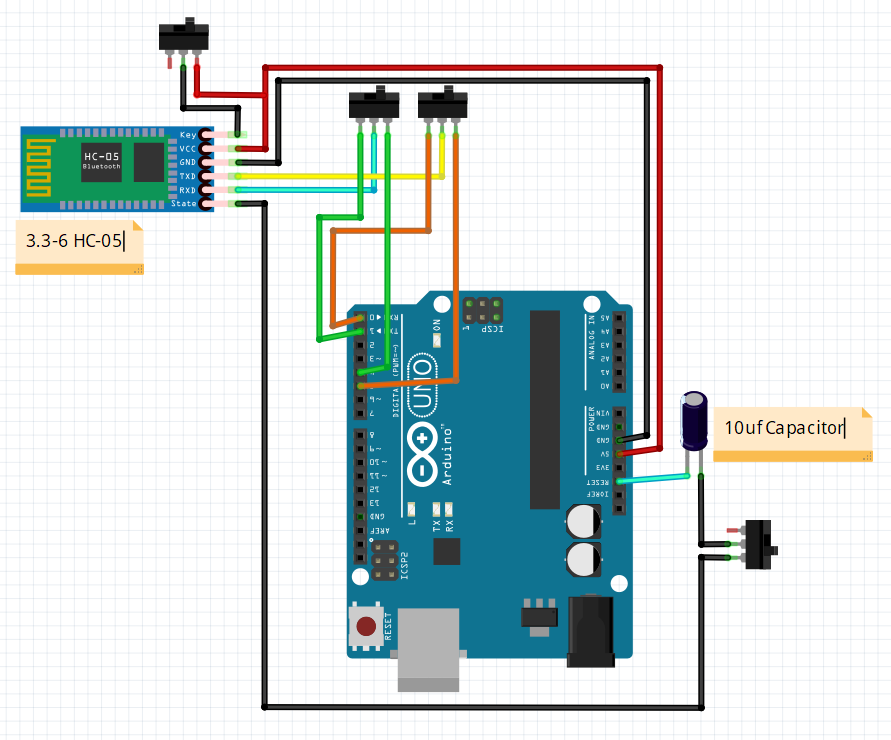 HC-05
Bluetooth
Key
VCC
GND
TXD
RXD
State
3.3-6 HC-05
RX
0
TX
1
2
3~
6~
7
8
9~
10~
11~
12
13
GND
AREF
DIGITAL (PWM=~)
ON
1
ICSP
UNO
Arduino™
L
TX
RX
ICSP2
RESET
ANALOG IN
A5
A4
A3
A2
A1
A0
POWER
VIN
GND
GND
5V
3V3
RESET
IOREF
10uf Capacitor